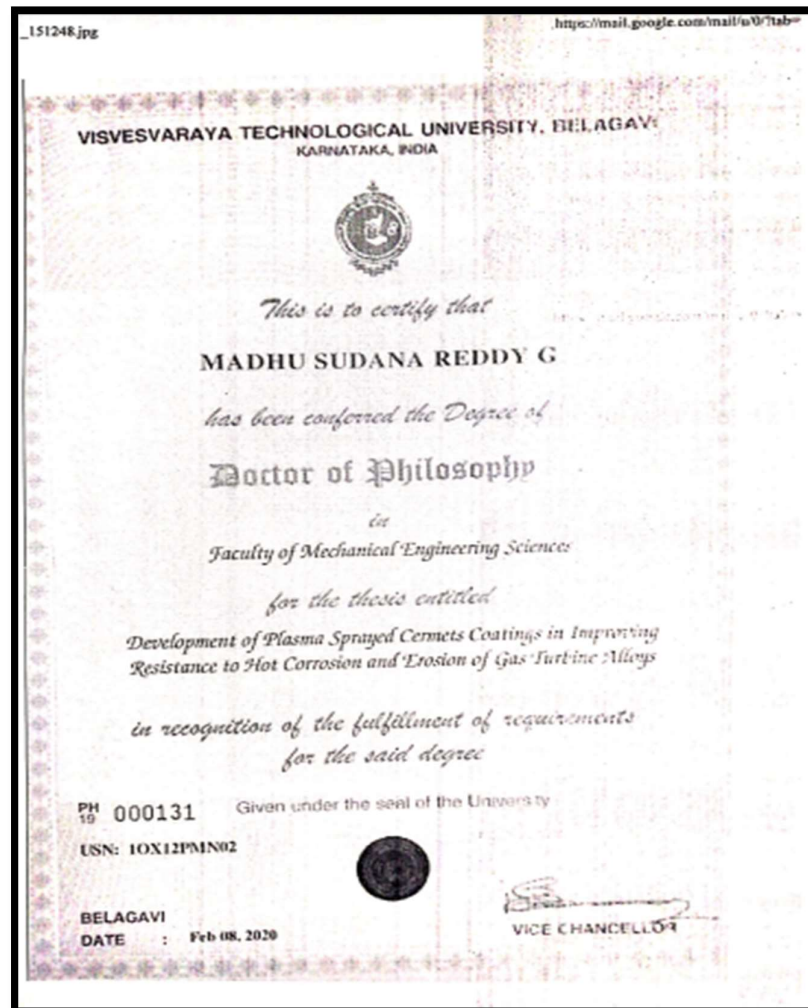 _151248.jpg
https://mail.google.com/mail/u/0/?tab=
VISVESVARAYA TECHNOLOGICAL UNIVERSITY, BELAGAVI
KARNATAKA, INDIA
This is to certify that
MADHU SUDANA REDDY G
has been conferred the Degree of
Doctor of Philosophy
in
Faculty of Mechanical Engineering Sciences
for the thesis entitled
Development of Plasma Sprayed Cermets Coatings in Improving
Resistance to Hot Corrosion and Erosion of Gas Turbine Alloys
in recognition of the fulfillment of requirements
for the said degree
PH 19 000131
Given under the seal of the University
USN: 1OX12PMN02
BELAGAVI
DATE : Feb 08, 2020
VICE CHANCELLOR